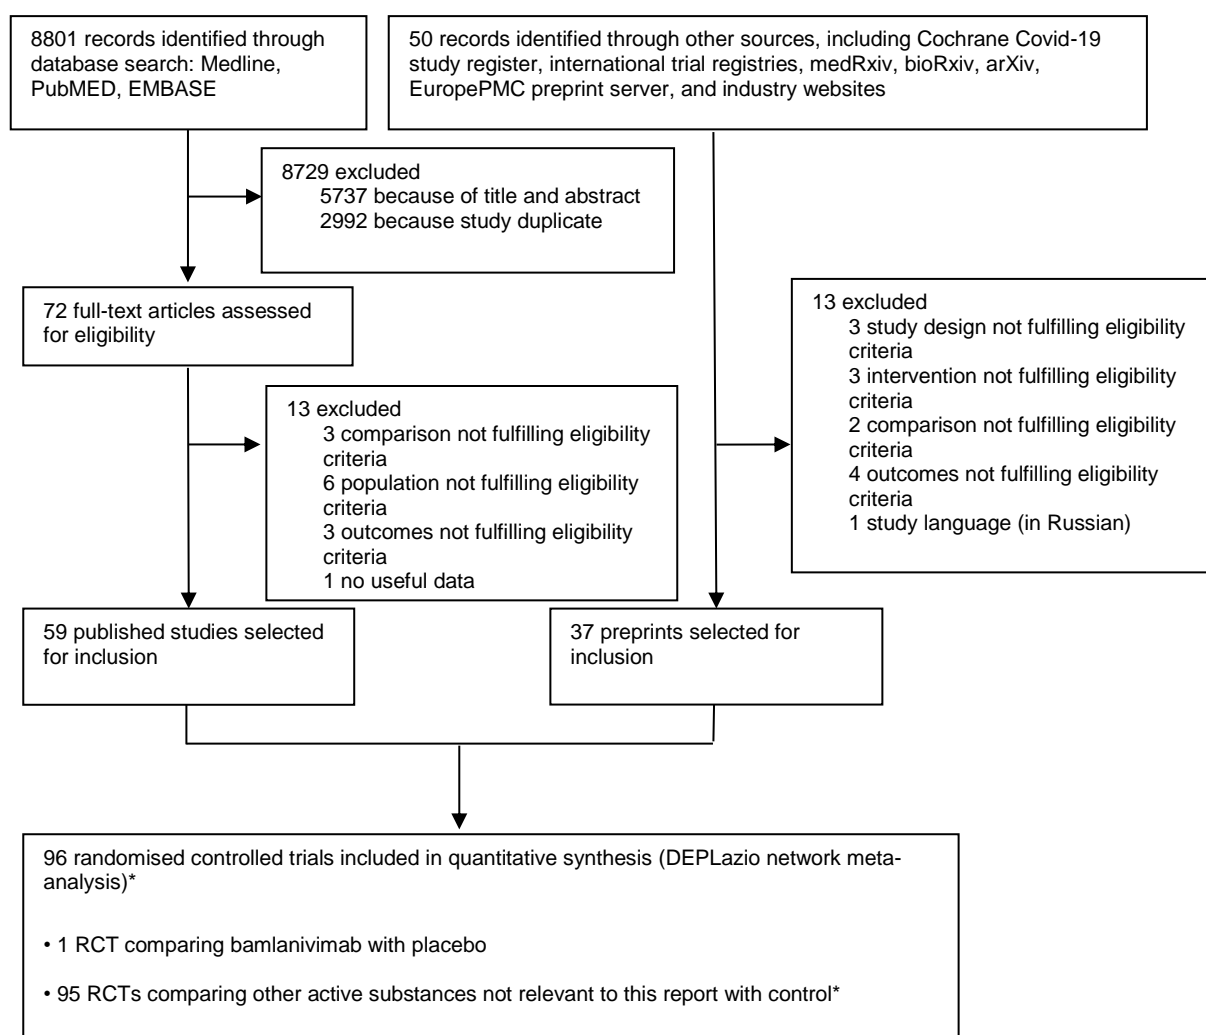 8801 records identified through
database search: Medline,
PubMED, EMBASE
50 records identified through other sources, including Cochrane Covid-19
study register, international trial registries, medRxiv, bioRxiv, arXiv,
EuropePMC preprint server, and industry websites
8729 excluded
5737 because of title and abstract
2992 because study duplicate
72 full-text articles assessed
for eligibility
13 excluded
3 study design not fulfilling eligibility
criteria
3 intervention not fulfilling eligibility
criteria
2 comparison not fulfilling eligibility
criteria
4 outcomes not fulfilling eligibility
criteria
1 study language (in Russian)
13 excluded
3 comparison not fulfilling eligibility
criteria
6 population not fulfilling eligibility
criteria
3 outcomes not fulfilling eligibility
criteria
1 no useful data
59 published studies selected
for inclusion
37 preprints selected for
inclusion
96 randomised controlled trials included in quantitative synthesis (DEPLazio network meta-
analysis)*
• 1 RCT comparing bamlanivimab with placebo
• 95 RCTs comparing other active substances not relevant to this report with control*